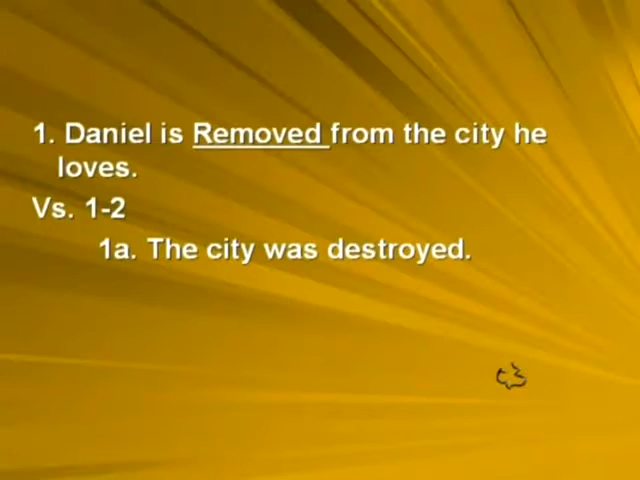 1. Daniel is Removed from the city he
loves.
Vs. 1-2
1a. The city was destroyed.